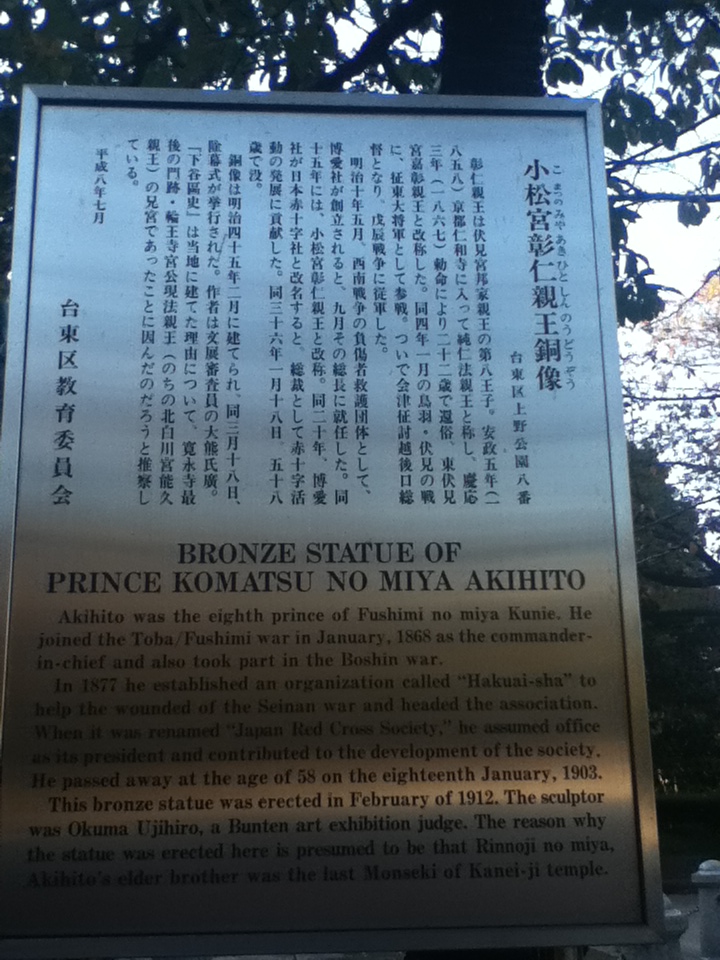 小松宮彰仁親王銅像
こまつのみやあきひとしんのうどうぞう
台東区上野公園八番
彰仁親王は伏見宮邦家親王の第八王子。安政五年(一
八五八)京都仁和寺に入って純仁法親王と称し、慶応
三年(一八六七)勅命により二十二歳で還俗、東伏見
宮嘉彰親王と改称した。同四年一月の鳥羽・伏見の戦
に、征東大将軍として参戦。ついで会津征討越後口総
督となり、戊辰戦争に従軍した。
明治十年五月、西南戦争の負傷者救護団体として、
博愛社が創立されると、九月その総長に就任した。同
十五年には、小松宮彰仁親王と改称。同二十年、博愛
社が日本赤十字社と改名すると、総裁として赤十字活
動の発展に貢献した。同三十六年一月十八日、五十八
歳で没。
銅像は明治四十五年二月に建てられ、同三月十八日、
除幕式が挙行された。作者は文展審査員の大熊氏廣。
『下谷區史』は当地に建てた理由について、寛永寺最
後の門跡・輪王寺宮公現法親王(のちの北白川宮能久
親王)の兄宮であったことに因んだのだろうと推察し
ている。
平成八年七月
台東区教育委員会
BRONZE STATUE OF
PRINCE KOMATSU NO MIYA AKIHITO
Akihito was the eighth prince of Fushimi no miya Kunie. He
joined the Toba/Fushimi war in January, 1868 as the commander-
in-chief and also took part in the Boshin war.
In 1877 he established an organization called "Hakuai-sha" to
help the wounded of the Seinan war and headed the association.
When it was renamed "Japan Red Cross Society," he assumed office
as its president and contributed to the development of the society.
He passed away at the age of 58 on the eighteenth January, 1903.
This bronze statue was erected in February of 1912. The sculptor
was Okuma Ujihiro, a Bunten art exhibition judge. The reason why
the statue was erected here is presumed to be that Rinnoji no miya,
Akihito's elder brother was the last Monseki of Kanei-ji temple.